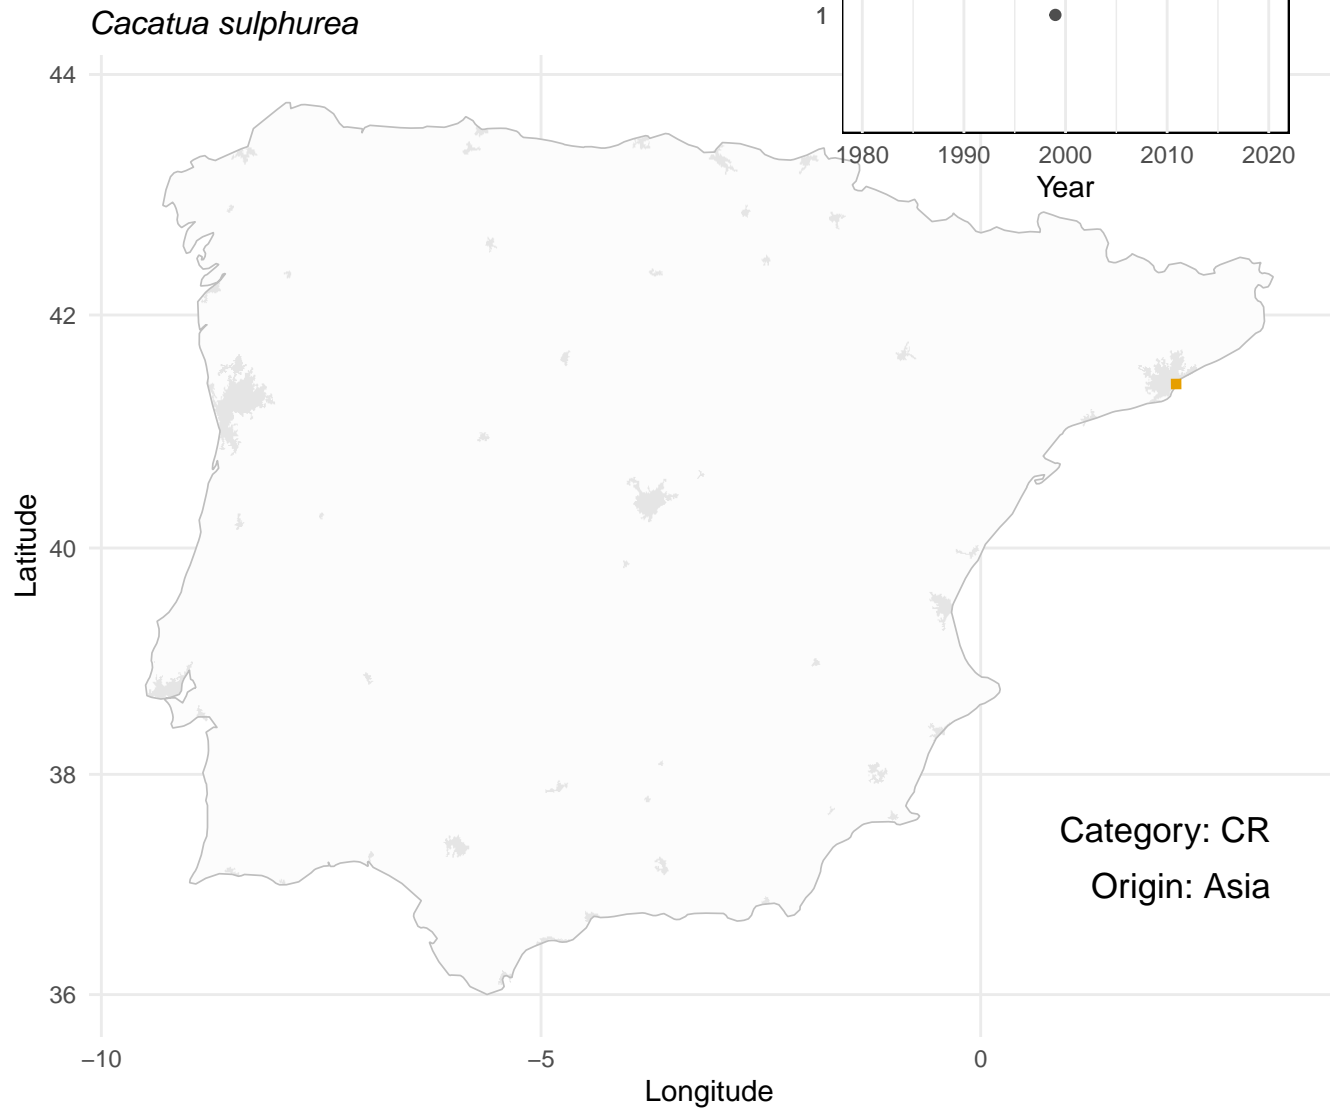 Cacatua sulphurea
1
1980 1990 2000 2010 2020
Year
44
42
40
38
36
Latitude
Category: CR
Origin: Asia
−10 −5 0
Longitude